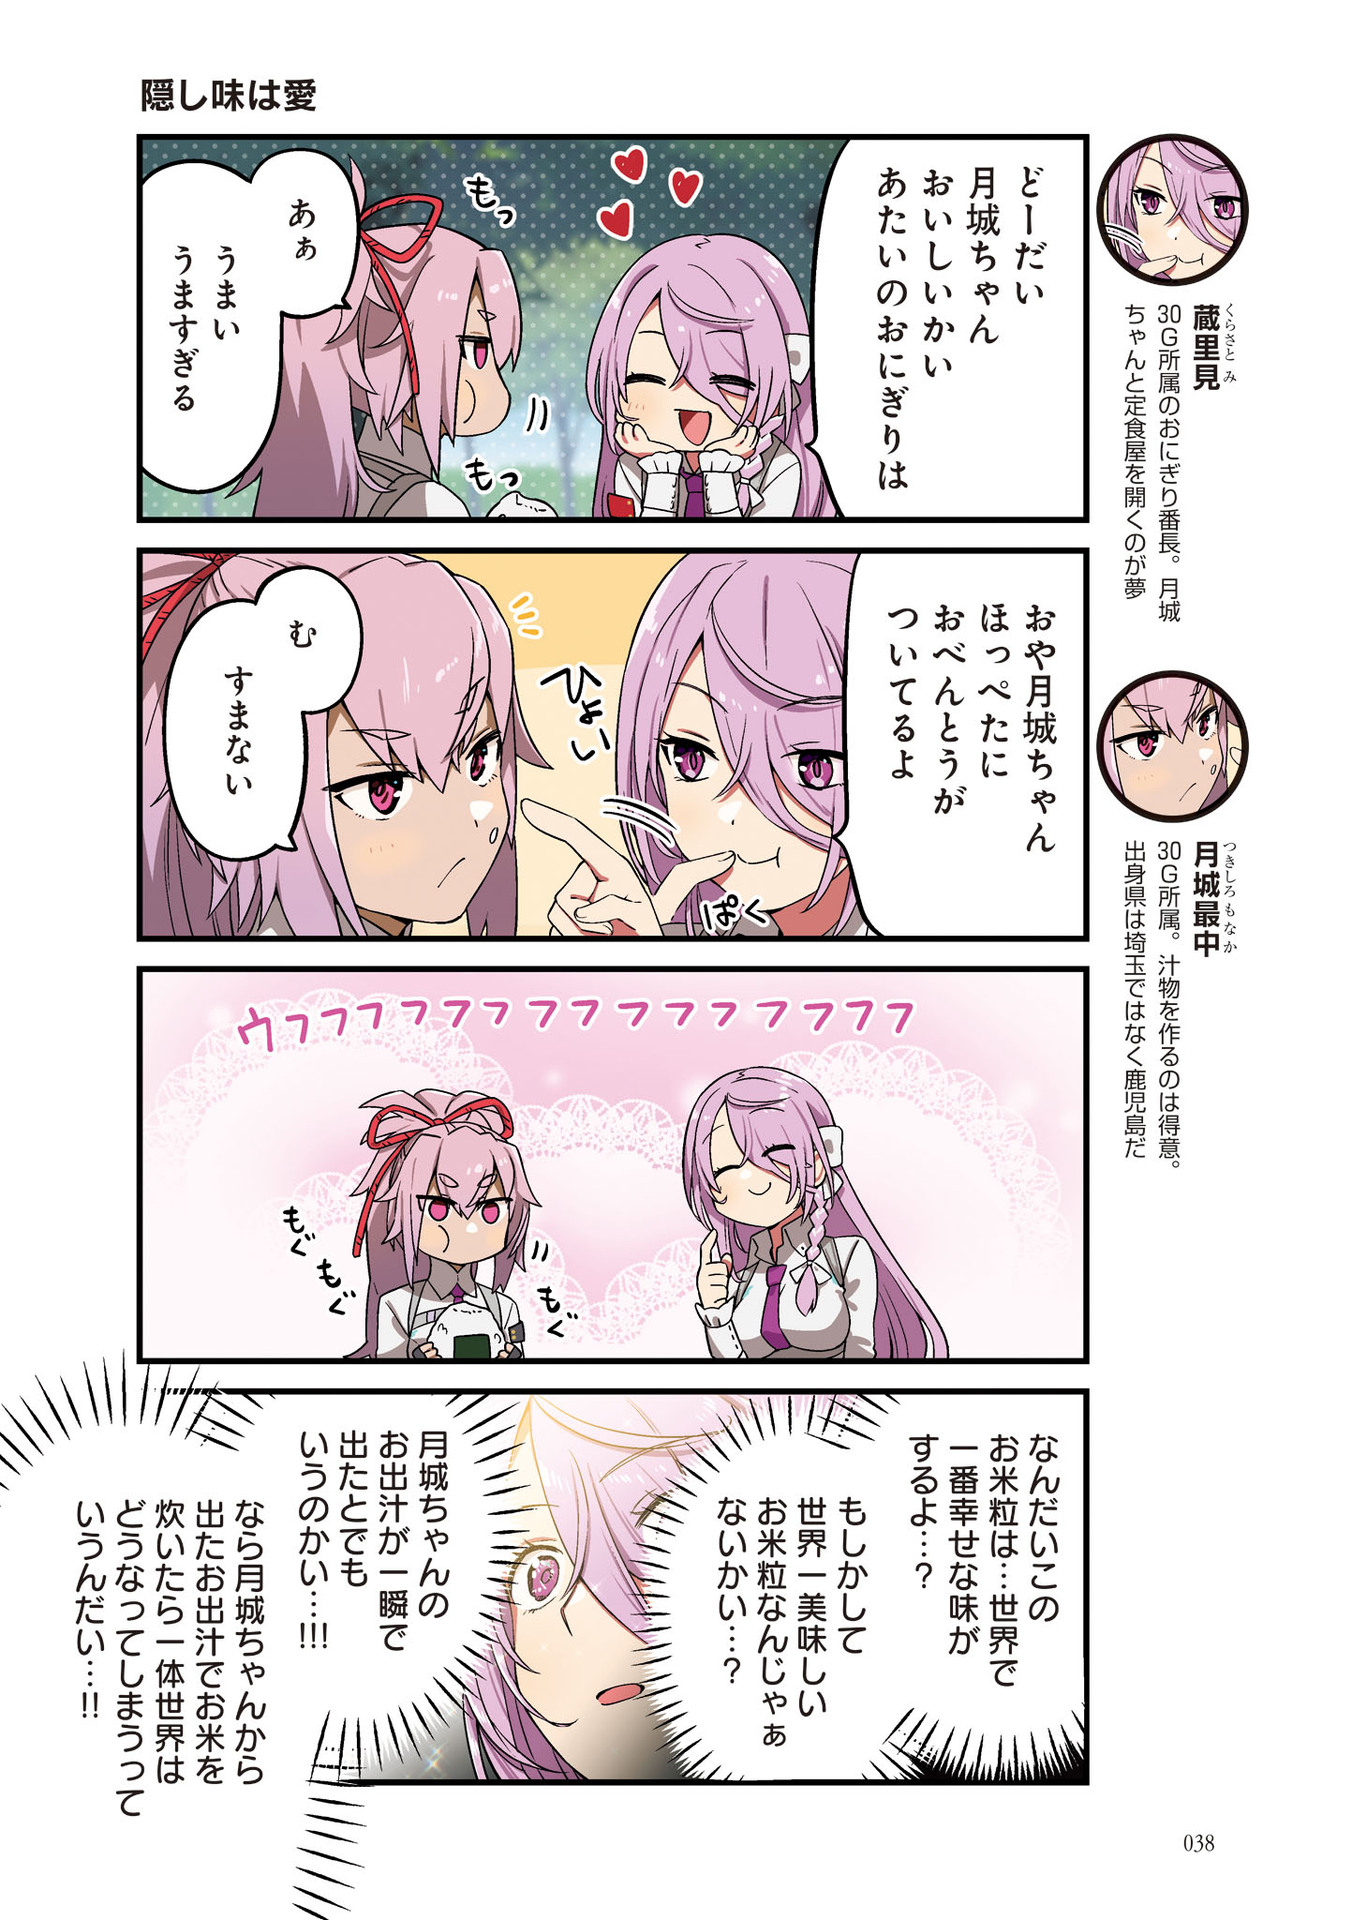 隠し味は愛
どーだい
月城ちゃん
おいしいかい
あたいのおにぎりは
もっ
もっ
あぁ
うまい
うますぎる
おや月城ちゃん
ほっぺたに
おべんとうが
ついてるよ
ひょい
ぱく
む
すまない
ウフフフフフフフフフフフフフ
もぐもぐ
もぐ
なんだいこの
お米粒は…世界で
一番幸せな味が
するよ…?
もしかして
世界一美味しい
お米粒なんじゃぁ
ないかい…?
月城ちゃんの
お出汁が一瞬で
出たとでも
いうのかい…!!!
なら月城ちゃんから
出たお出汁でお米を
炊いたら一体世界は
どうなってしまうって
いうんだい…!!
くらさとみ
蔵里見
30G所属のおにぎり番長。月城
ちゃんと定食屋を開くのが夢
つきしろもなか
月城最中
30G所属。汁物を作るのは得意。
出身県は埼玉ではなく鹿児島だ
038